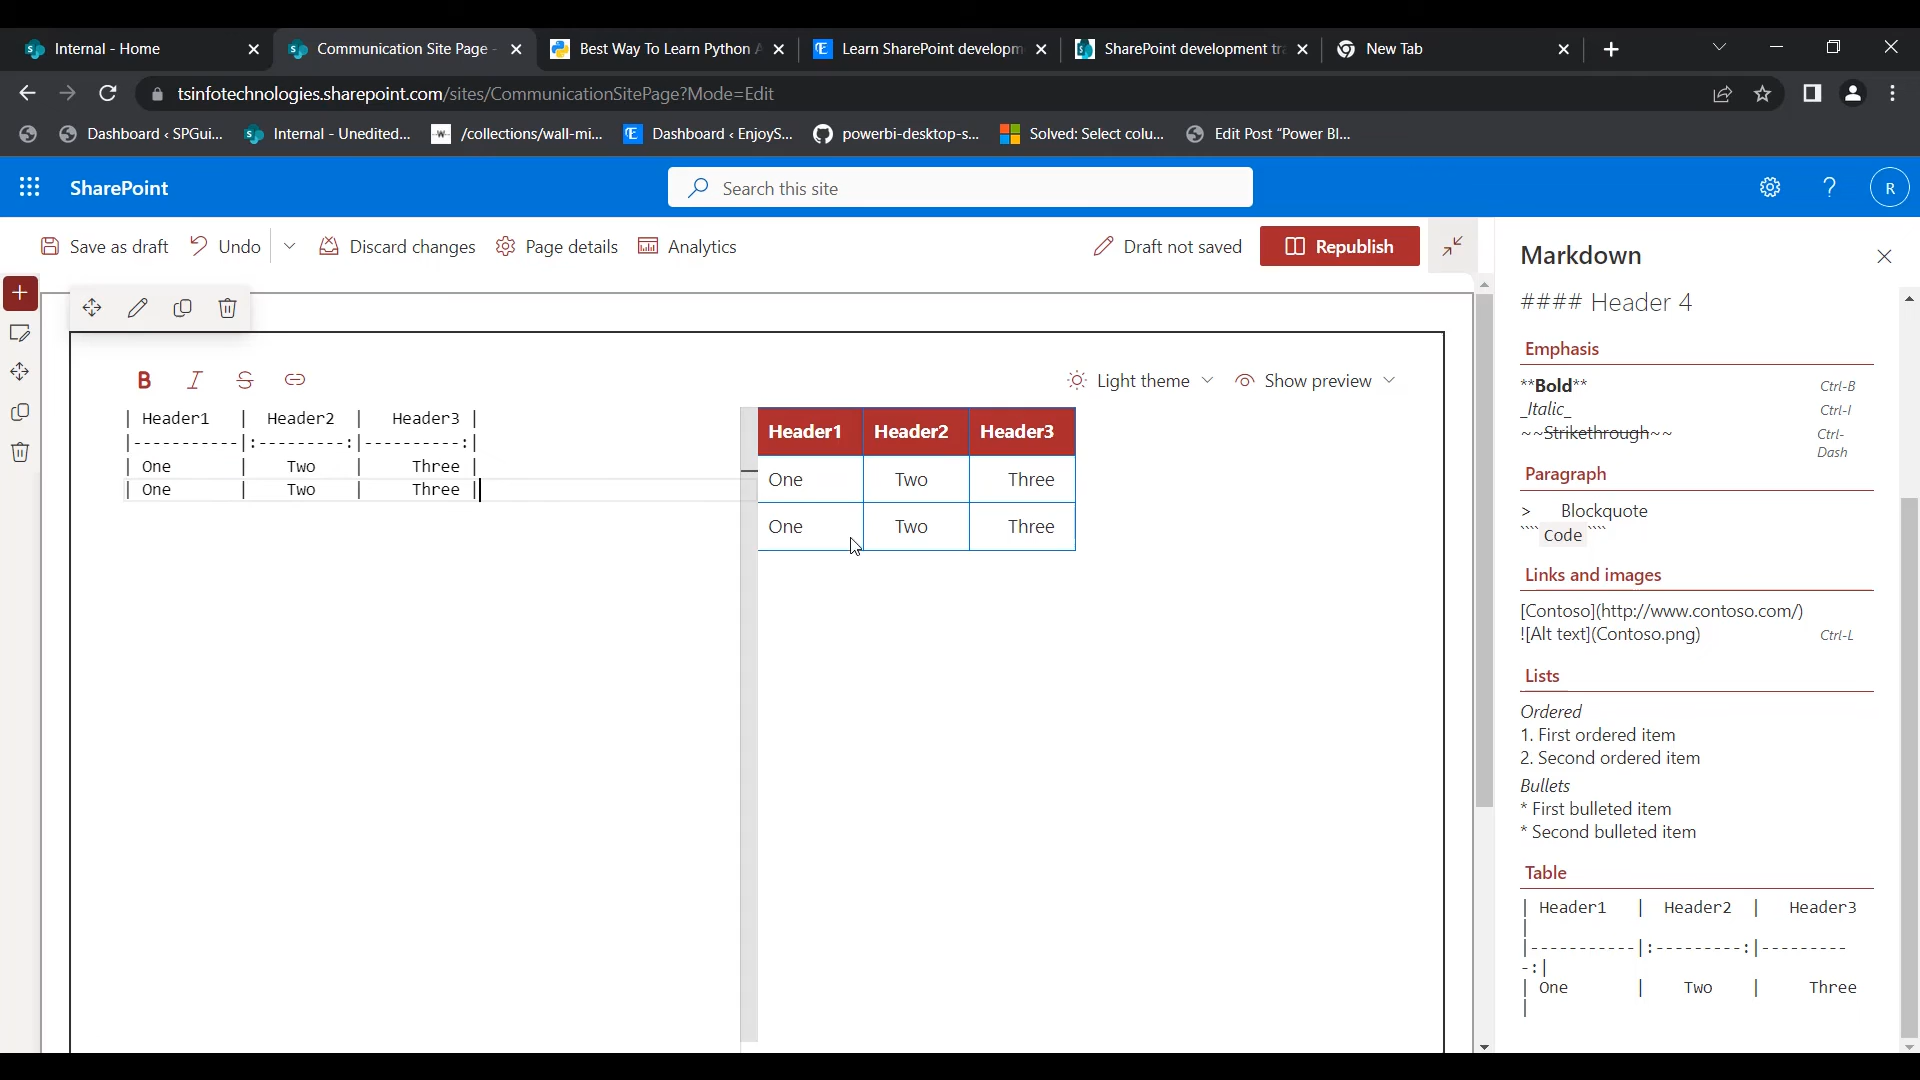 Internal - Home
Communication Site Page -
Best Way To Learn Python A
Learn SharePoint developm
SharePoint development tra
New Tab
tsinfotechnologies.sharepoint.com/sites/CommunicationSitePage?Mode=Edit
Dashboard ‹ SPGui...
Internal - Unedited...
/collections/wall-mi...
Dashboard ‹ EnjoyS...
powerbi-desktop-s...
Solved: Select colu...
Edit Post “Power BI...
SharePoint
Search this site
R
Save as draft
Undo
Discard changes
Page details
Analytics
Draft not saved
Republish
B I S
Light theme
Show preview
| Header1 | Header2 | Header3 |
|-----------|:---------:|----------:|
| One | Two | Three |
| One | Two | Three |
Header1 Header2 Header3
One Two Three
One Two Three
Markdown
#### Header 4
Emphasis
**Bold** Ctrl-B
_Italic_ Ctrl-I
~~Strikethrough~~ Ctrl-
Dash
Paragraph
> Blockquote
```` Code ````
Links and images
[Contoso](http://www.contoso.com/)
![Alt text](Contoso.png) Ctrl-L
Lists
Ordered
1. First ordered item
2. Second ordered item
Bullets
* First bulleted item
* Second bulleted item
Table
| Header1 | Header2 | Header3
|
|-----------|:---------:|---------
-:|
| One | Two | Three
|